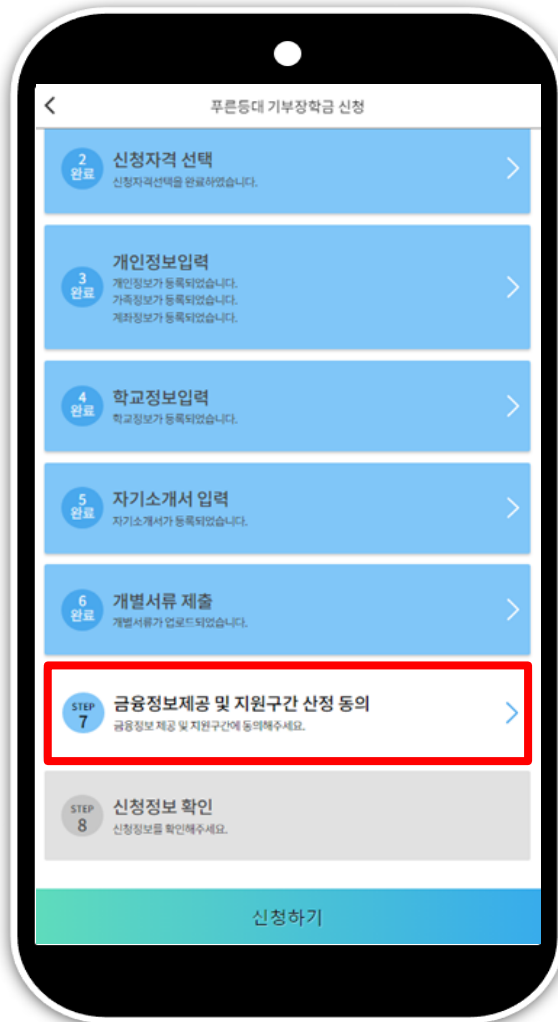 푸른등대 기부장학금 신청
2
완료
신청자격 선택
신청자격선택을 완료하였습니다.
3
완료
개인정보입력
개인정보가 등록되었습니다.
가족정보가 등록되었습니다.
계좌정보가 등록되었습니다.
4
완료
학교정보입력
학교정보가 등록되었습니다.
5
완료
자기소개서 입력
자기소개서가 등록되었습니다.
6
완료
개별서류 제출
개별서류가 업로드되었습니다.
STEP
7
금융정보제공 및 지원구간 산정 동의
금융정보 제공 및 지원구간에 동의해주세요.
STEP
8
신청정보 확인
신청정보를 확인해주세요.
신청하기